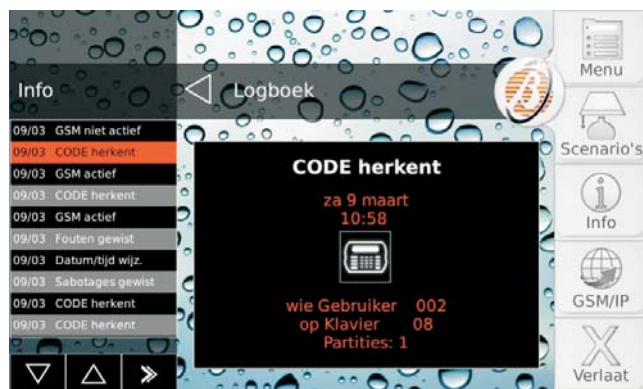 Info
Logboek
09/03 GSM niet actief
09/03 CODE herkent
09/03 GSM actief
09/03 CODE herkent
09/03 GSM actief
09/03 Fouten gewist
09/03 Datum/tijd wijz.
09/03 Sabotages gewist
09/03 CODE herkent
09/03 CODE herkent
CODE herkent
za 9 maart
10:58
wie Gebruiker 002
op Klavier 08
Partities: 1
Menu
Scenario's
Info
GSM/IP
Verlaat